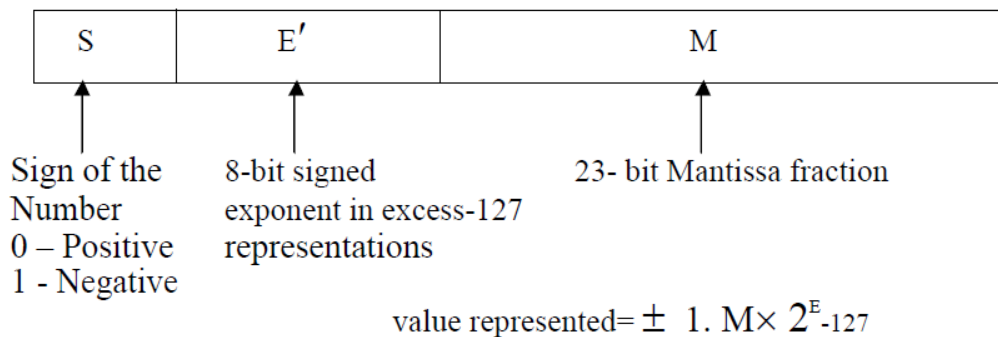 S E′ M
Sign of the 8-bit signed 23- bit Mantissa fraction
Number exponent in excess-127
0 – Positive representations
1 - Negative
value represented= ± 1. M× 2^E-127